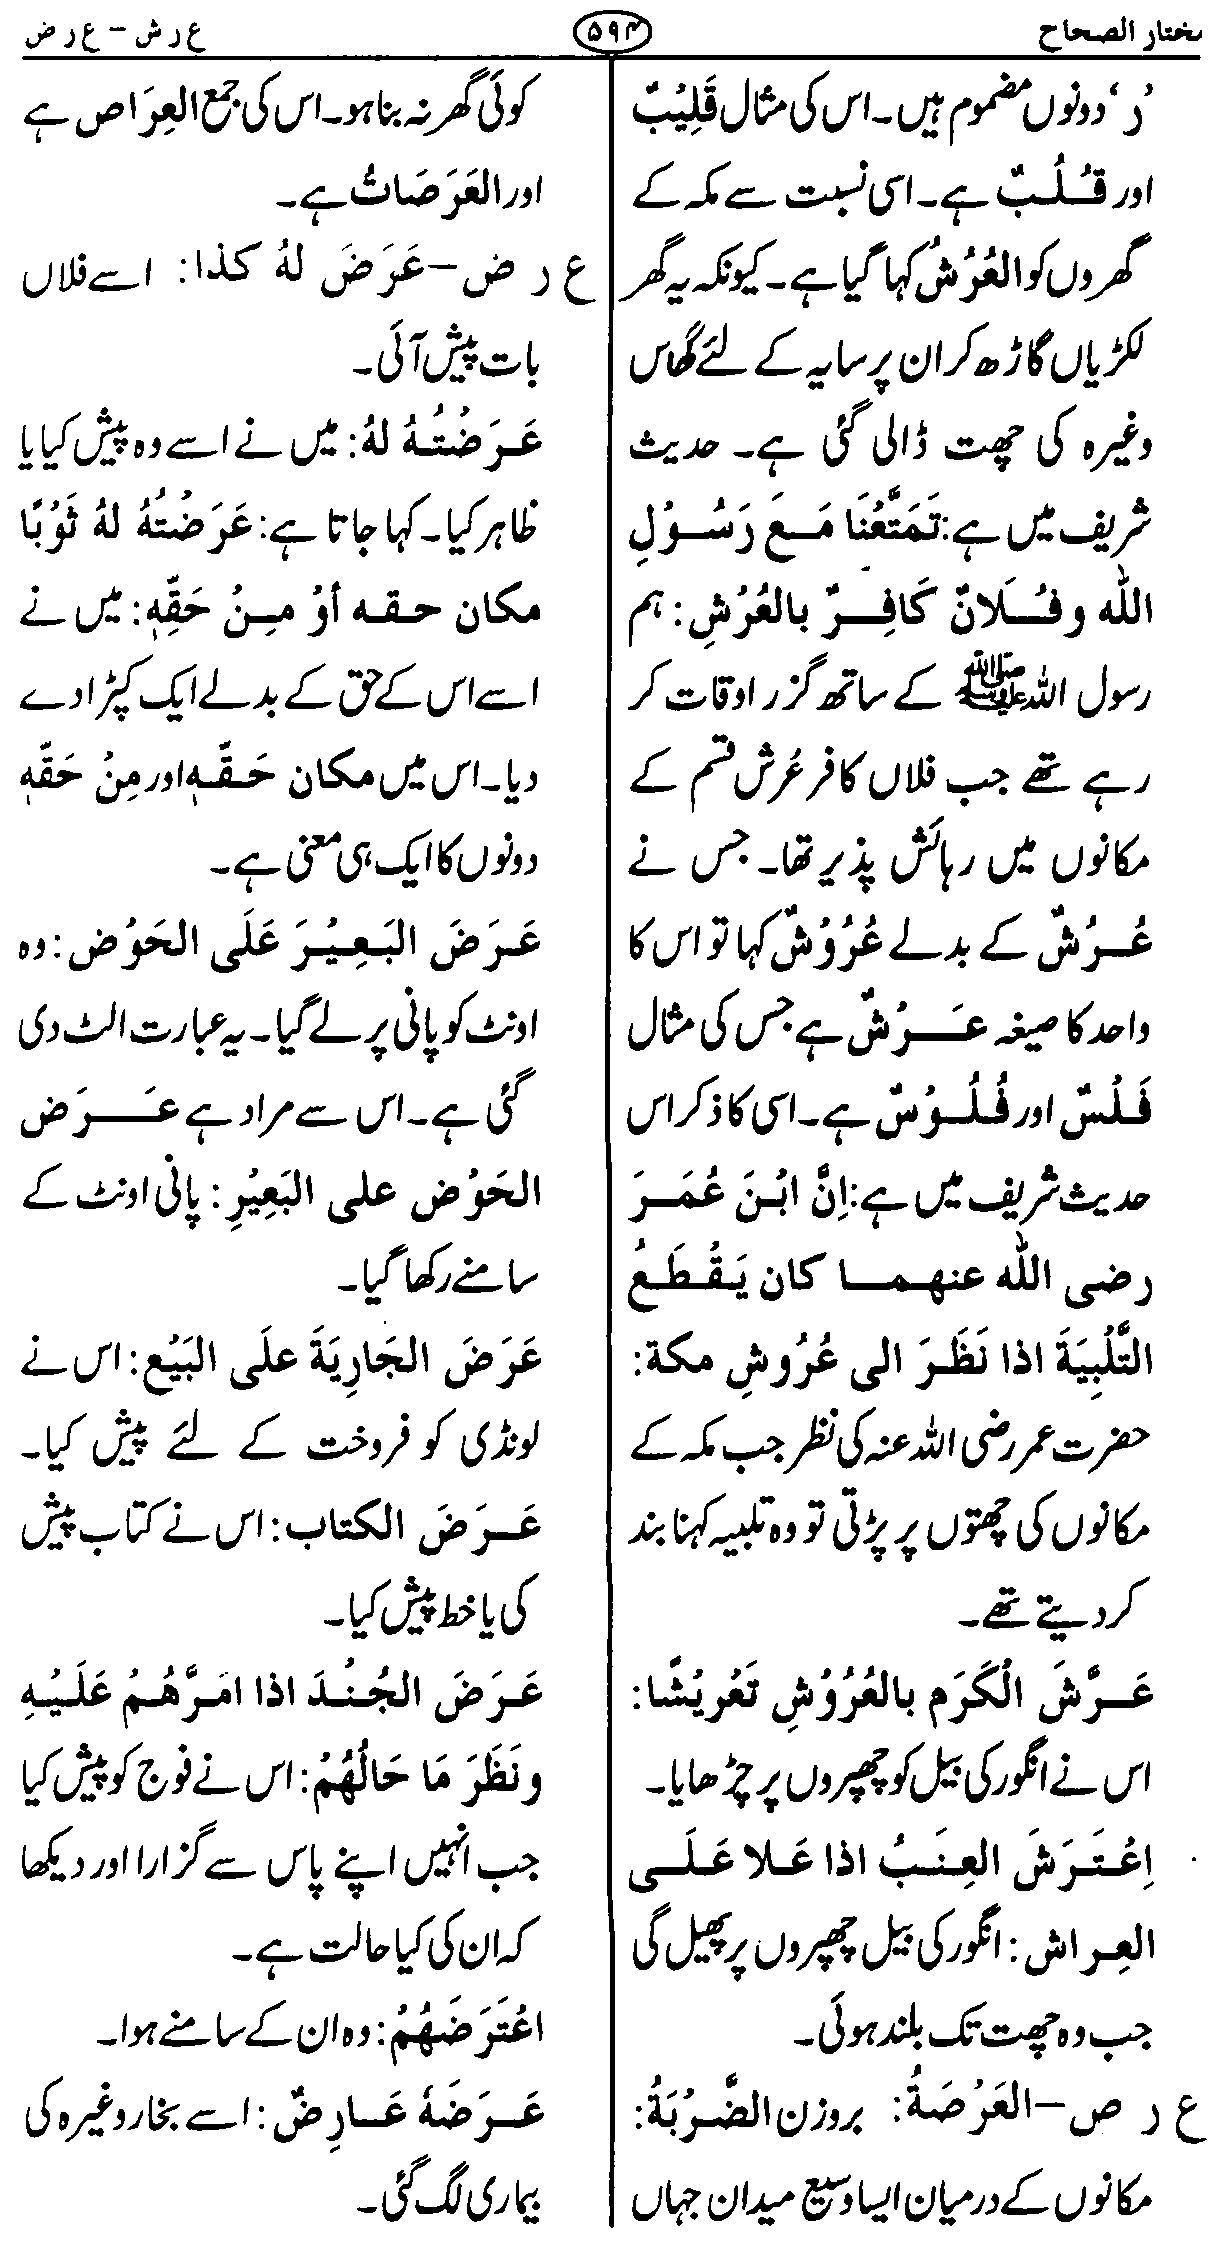 مختار الصحاح
۵۹۴
ع ر ش – ع ر ض
'ر' دونوں مضموم ہیں۔ اس کی مثال قَلِیْبٌ
اور قُلُبٌ ہے۔ اسی نسبت سے مکہ کے
گھروں کو العُرُشُ کہا گیا ہے۔ کیونکہ یہ گھر
لکڑیاں گاڑھ کر ان پر سایہ کے لئے گھاس
وغیرہ کی چھت ڈالی گئی ہے۔ حدیث
شریف میں ہے: تَمَتَّعْنَا مَعَ رَسُوْلِ
اللّٰه وفُلَانٌ كَافِرٌ بالعُرُشِ: ہم
رسول اللہ ﷺ کے ساتھ گزر اوقات کر
رہے تھے جب فلاں کافر عُرش قسم کے
مکانوں میں رہائش پذیر تھا۔ جس نے
عُرُشٌ کے بدلے عُرُوْشٌ کہا تو اس کا
واحد کا صیغہ عَرْشٌ ہے جس کی مثال
فَلْسٌ اور فُلُوْسٌ ہے۔ اسی کا ذکر اس
حدیث شریف میں ہے: اِنَّ ابْنَ عُمَرَ
رضی اللّٰه عنهما كان يَقْطَعُ
التَّلْبِيَةَ اذا نَظَرَ الى عُرُوشِ مكة:
حضرت عمر رضی اللہ عنہ کی نظر جب مکہ کے
مکانوں کی چھتوں پر پڑتی تو وہ تلبیہ کہنا بند
کر دیتے تھے۔
عَرَّشَ الْكَرَم بالعُرُوْشِ تَعْرِيْشًا:
اس نے انگور کی بیل کو چھپروں پر چڑھایا۔
اِعْتَرَشَ العِنَبُ اذا عَلا عَلَى
العِراش: انگور کی بیل چھپروں پر پھیل گی
جب وہ چھت تک بلند ہوئی۔
ع ر ص – العَرْصَةُ: بروزن الضَّرْبَةُ:
مکانوں کے درمیان ایسا وسیع میدان جہاں
کوئی گھر نہ بنا ہو۔ اس کی جمع العِرَاص ہے
اور العَرَصَاتُ ہے۔
ع ر ض – عَرَضَ لهُ كذا: اسے فلاں
بات پیش آئی۔
عَرَضْتُهُ لهُ: میں نے اسے وہ پیش کیا یا
ظاہر کیا۔ کہا جاتا ہے: عَرَضْتُهُ لهُ ثَوْبًا
مكان حقه أوْ مِنْ حَقِّهٖ: میں نے
اسے اس کے حق کے بدلے ایک کپڑا دے
دیا۔ اس میں مکان حَقَّهٖ اور مِنْ حَقَّهٖ
دونوں کا ایک ہی معنی ہے۔
عَرَضَ البَعِيْرَ عَلَى الحَوْض: وہ
اونٹ کو پانی پر لے گیا۔ یہ عبارت الٹ دی
گئی ہے۔ اس سے مراد ہے عَرَض
الحَوْض على البَعِيْرِ: پانی اونٹ کے
سامنے رکھا گیا۔
عَرَضَ الجَارِيَةَ علَى البَيْع: اس نے
لونڈی کو فروخت کے لئے پیش کیا۔
عَرَضَ الكتاب: اس نے کتاب پیش
کی یا خط پیش کیا۔
عَرَضَ الجُنْدَ اذا امَرَّهُمْ عَلَيْهِ
ونَظَرَ مَا حَالُهُمْ: اس نے فوج کو پیش کیا
جب انہیں اپنے پاس سے گزارا اور دیکھا
کہ ان کی کیا حالت ہے۔
اعْتَرَضَهُمْ: وہ ان کے سامنے ہوا۔
عَرَضَهٗ عَارِضٌ: اسے بخار وغیرہ کی
بیماری لگ گئی۔